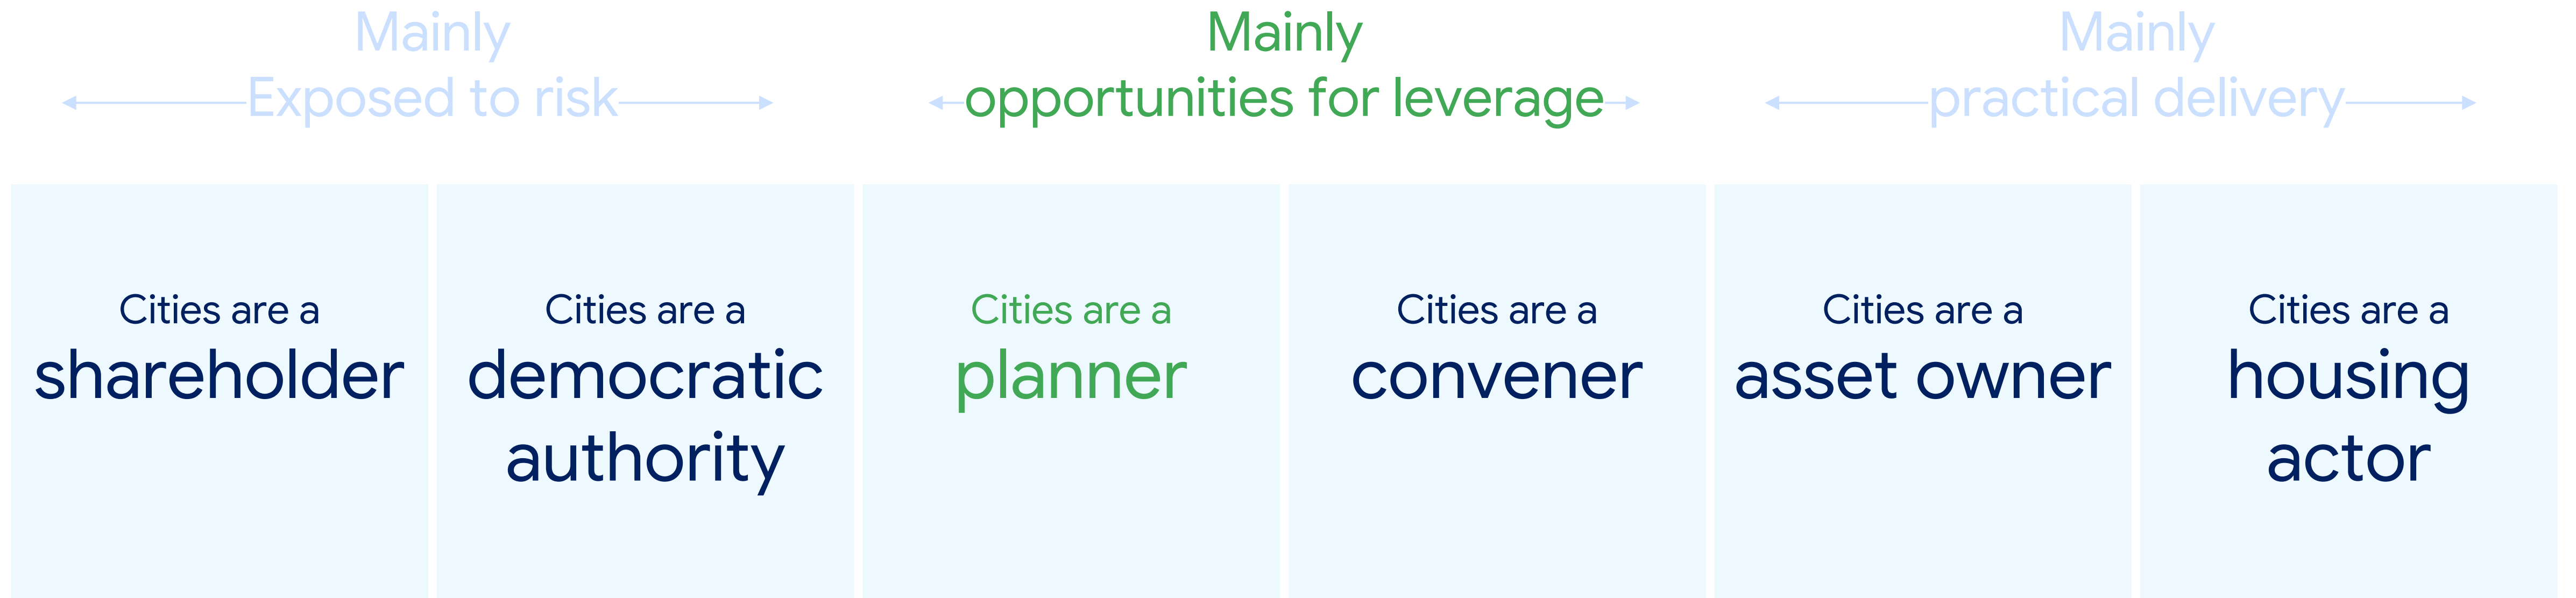 Mainly
Exposed to risk
Mainly
opportunities for leverage
Mainly
practical delivery
Cities are a
shareholder
Cities are a
democratic
authority
Cities are a
planner
Cities are a
convener
Cities are a
asset owner
Cities are a
housing
actor